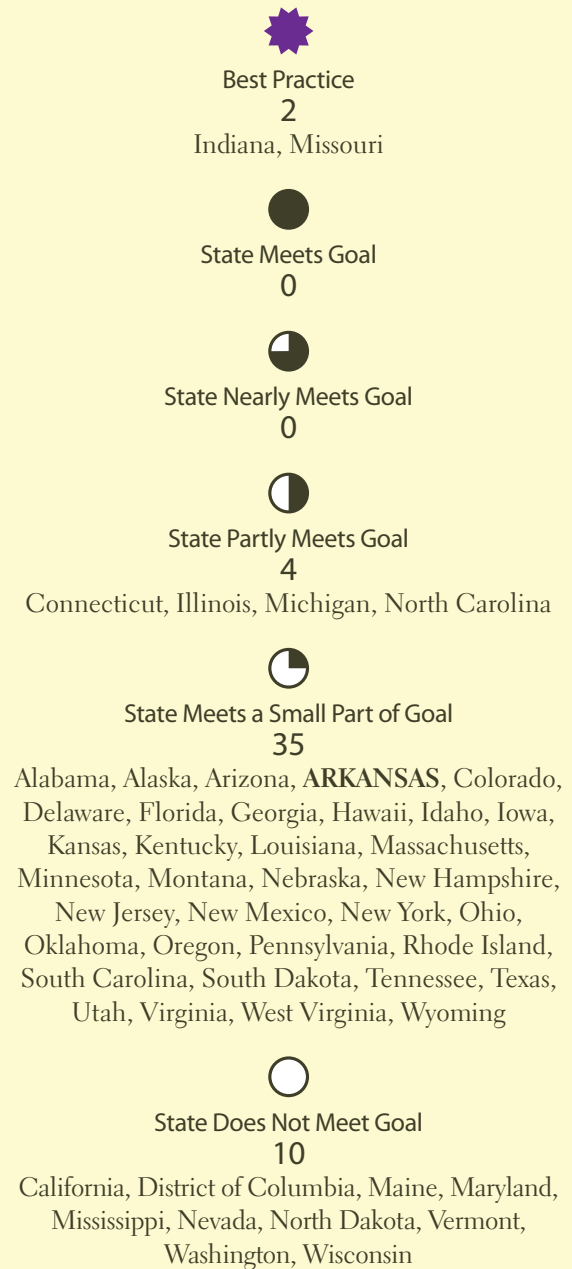 Best Practice
2
Indiana, Missouri
State Meets Goal
0
State Nearly Meets Goal
0
State Partly Meets Goal
4
Connecticut, Illinois, Michigan, North Carolina
State Meets a Small Part of Goal
35
Alabama, Alaska, Arizona, ARKANSAS, Colorado,
Delaware, Florida, Georgia, Hawaii, Idaho, Iowa,
Kansas, Kentucky, Louisiana, Massachusetts,
Minnesota, Montana, Nebraska, New Hampshire,
New Jersey, New Mexico, New York, Ohio,
Oklahoma, Oregon, Pennsylvania, Rhode Island,
South Carolina, South Dakota, Tennessee, Texas,
Utah, Virginia, West Virginia, Wyoming
State Does Not Meet Goal
10
California, District of Columbia, Maine, Maryland,
Mississippi, Nevada, North Dakota, Vermont,
Washington, Wisconsin